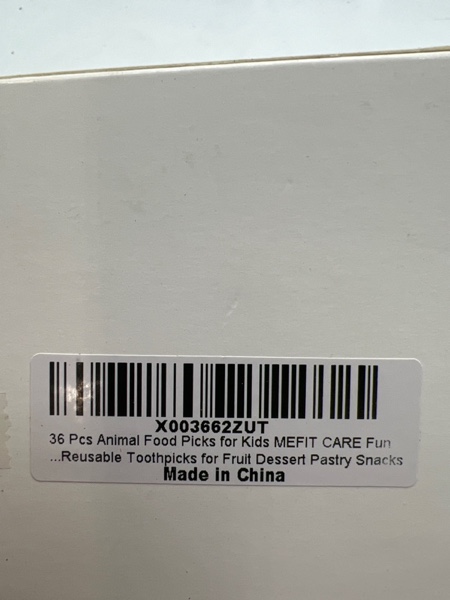 X003662ZUT
36 Pcs Animal Food Picks for Kids MEFIT CARE Fun
...Reusable Toothpicks for Fruit Dessert Pastry Snacks
Made in China